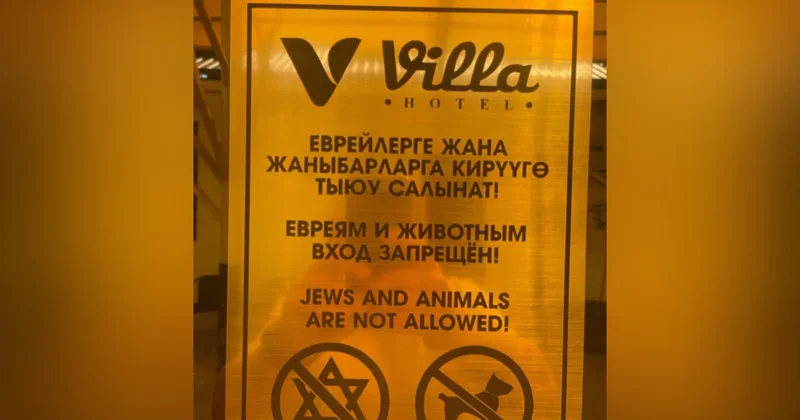 Villa
• HOTEL •
ЕВРЕЙЛЕРГЕ ЖАНА
ЖАНЫБАРЛАРГА КИРҮҮГӨ
ТЫЮУ САЛЫНАТ!
ЕВРЕЯМ И ЖИВОТНЫМ
ВХОД ЗАПРЕЩЁН!
JEWS AND ANIMALS
ARE NOT ALLOWED!